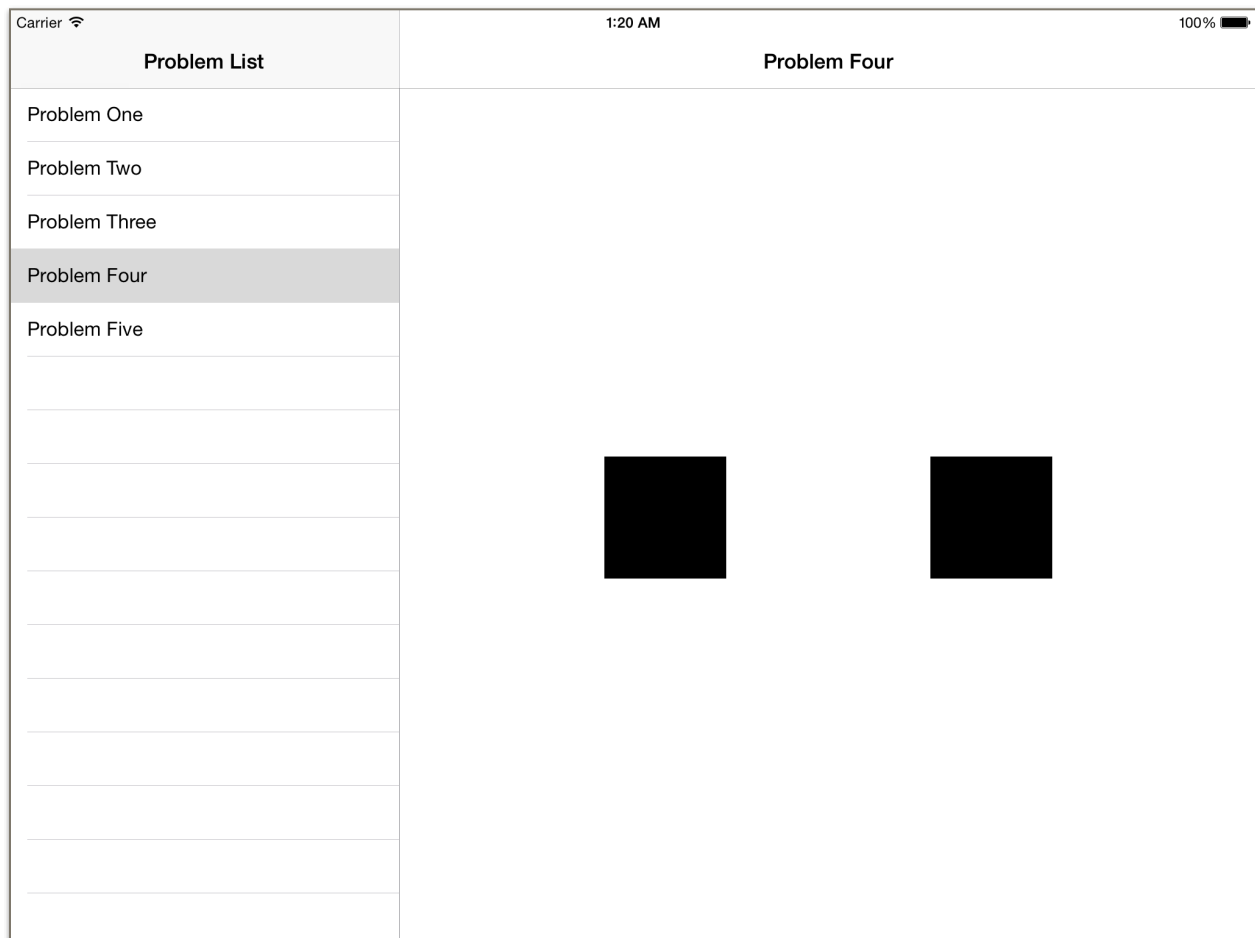 Carrier 1:20 AM 100%
Problem List
Problem Four
Problem One
Problem Two
Problem Three
Problem Four
Problem Five